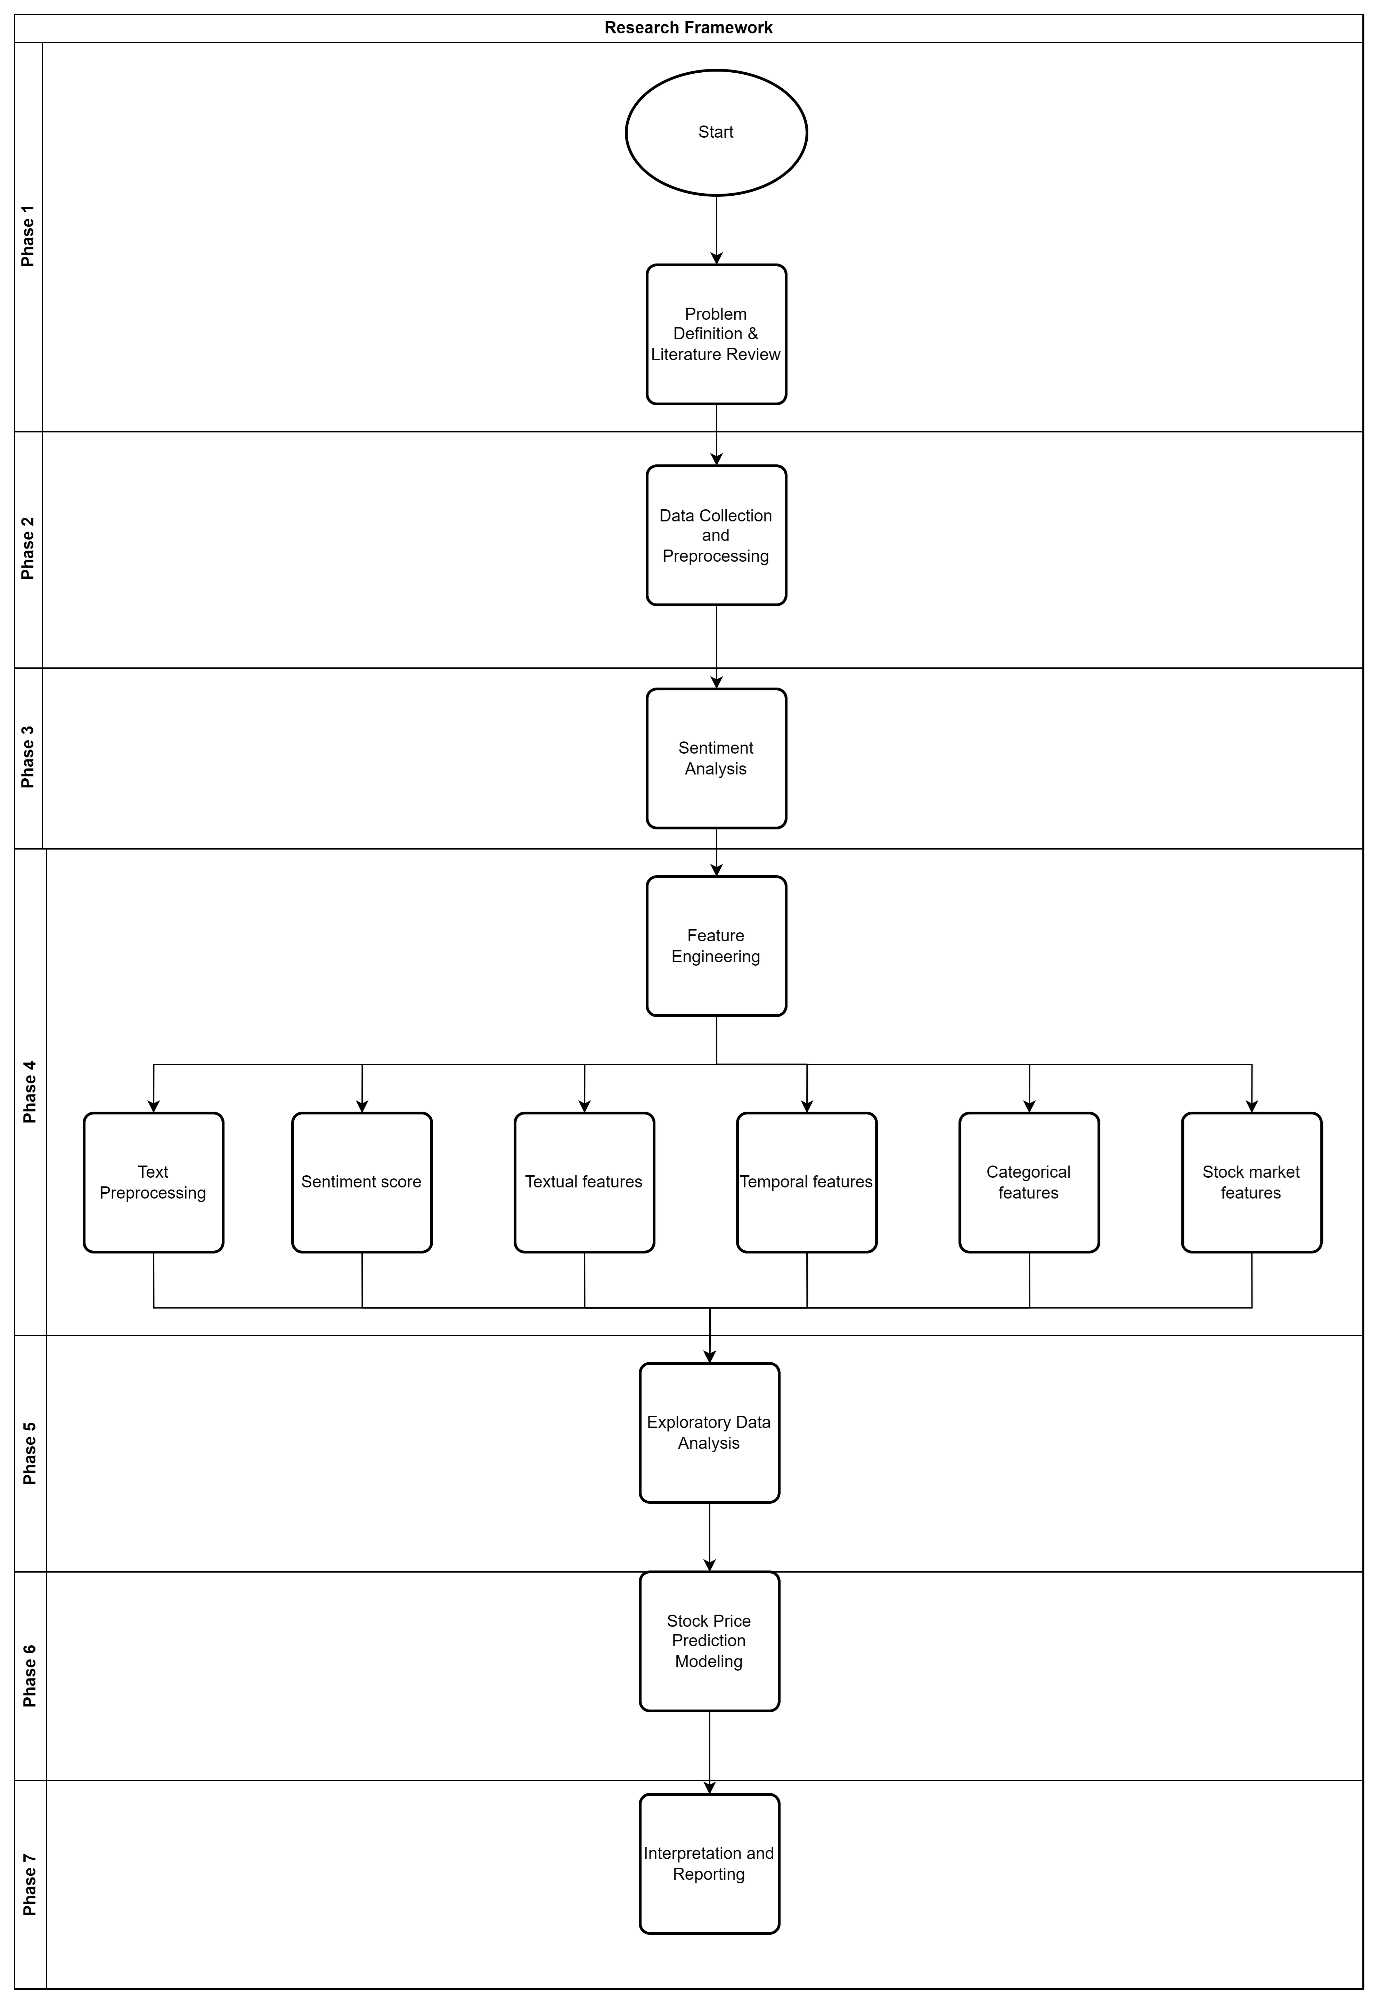 Research Framework
Phase 1
Start
Problem
Definition &
Literature Review
Phase 2
Data Collection
and
Preprocessing
Phase 3
Sentiment
Analysis
Phase 4
Feature
Engineering
Text
Preprocessing
Sentiment score
Textual features
Temporal features
Categorical
features
Stock market
features
Phase 5
Exploratory Data
Analysis
Phase 6
Stock Price
Prediction
Modeling
Phase 7
Interpretation and
Reporting